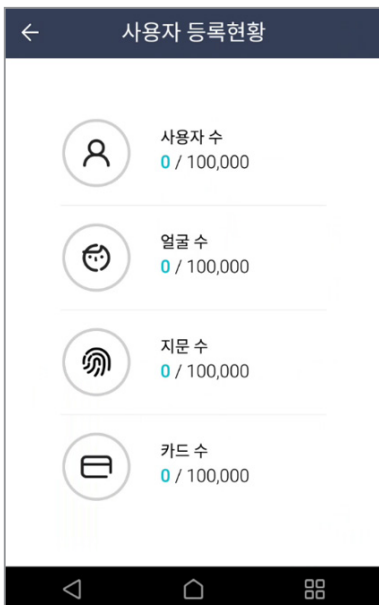 사용자 등록현황
사용자 수
0 / 100,000
얼굴 수
0 / 100,000
지문 수
0 / 100,000
카드 수
0 / 100,000